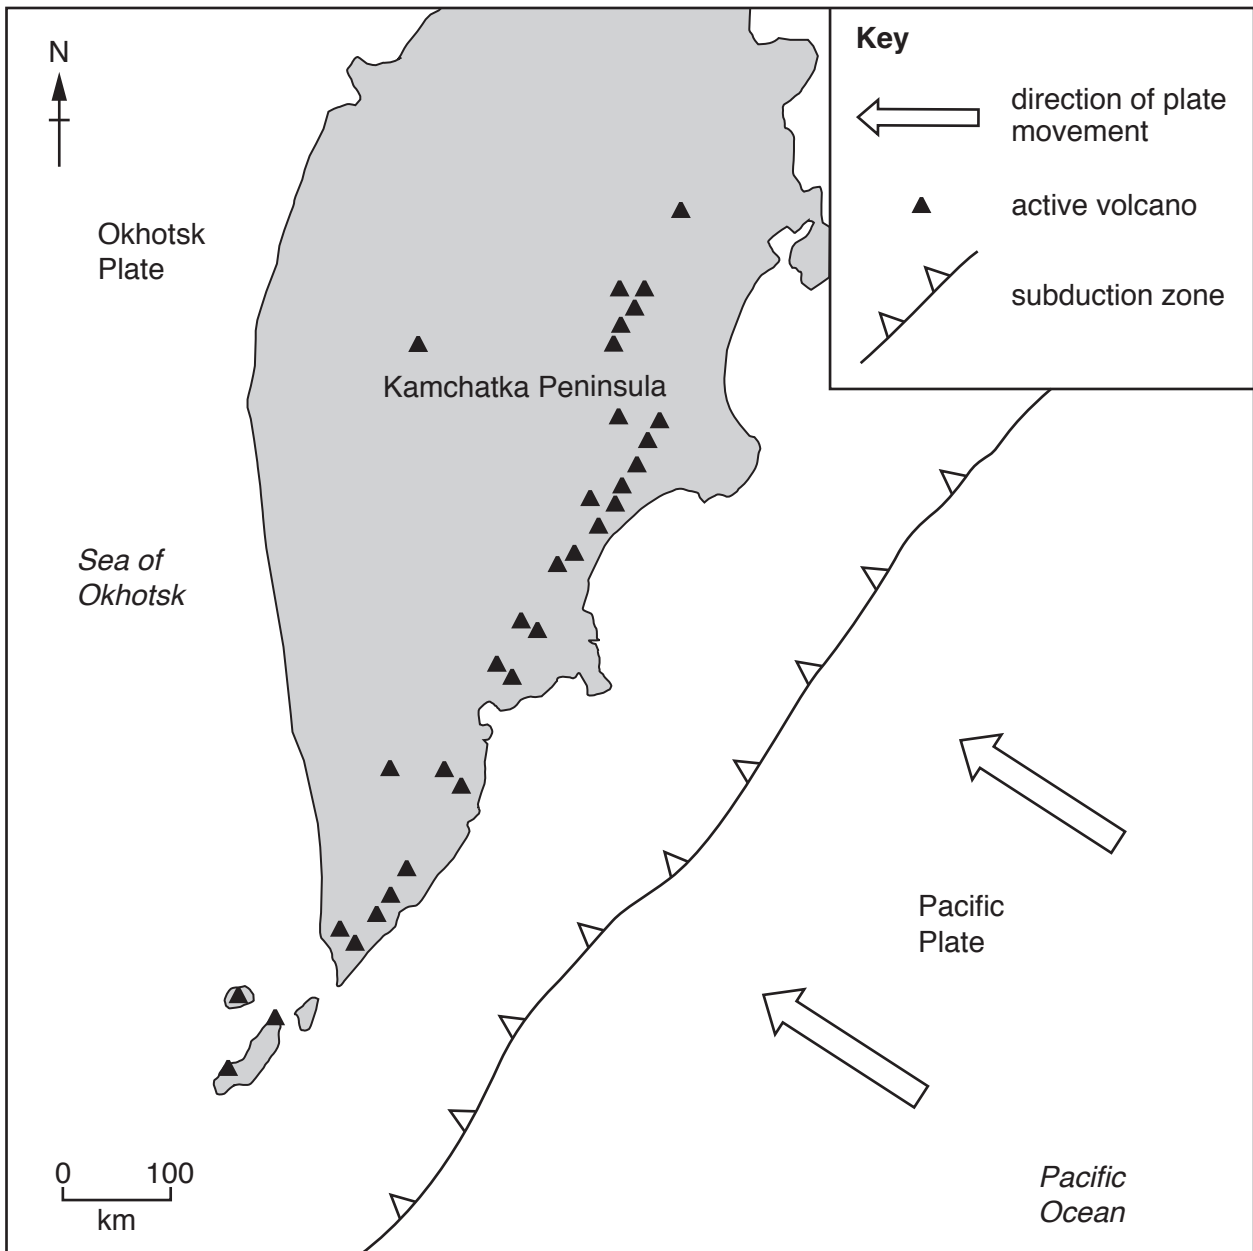 N
Key
direction of plate
movement
active volcano
subduction zone
Okhotsk
Plate
Kamchatka Peninsula
Sea of
Okhotsk
Pacific
Plate
0 100
km
Pacific
Ocean